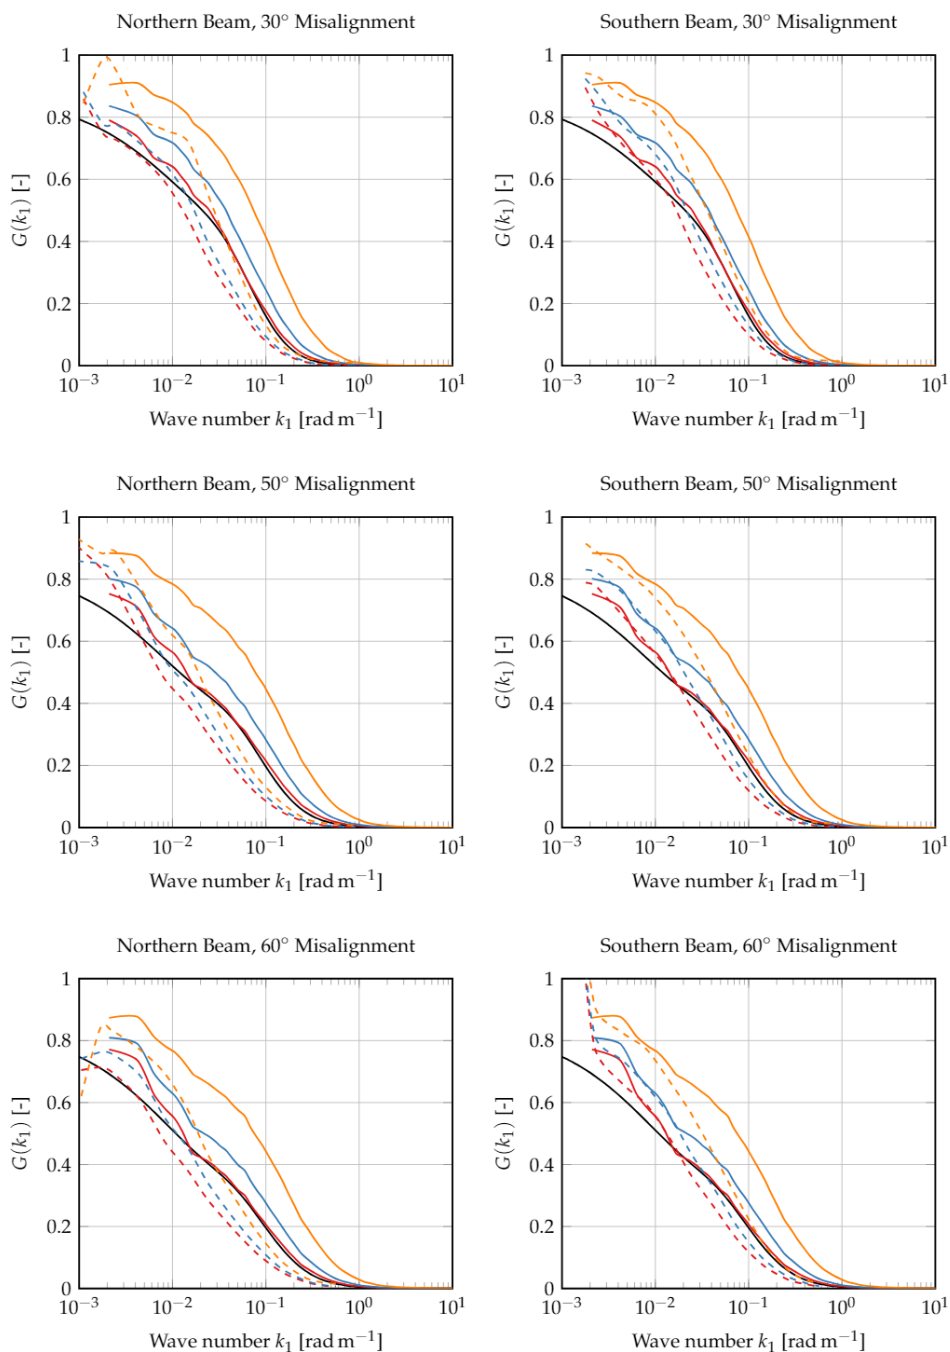 Northern Beam, 30° Misalignment
1
0.8
0.6
0.4
0.2
0
G(k₁) [-]
10⁻³ 10⁻² 10⁻¹ 10⁰ 10¹
Wave number k₁ [rad m⁻¹]
Southern Beam, 30° Misalignment
1
0.8
0.6
0.4
0.2
0
G(k₁) [-]
10⁻³ 10⁻² 10⁻¹ 10⁰ 10¹
Wave number k₁ [rad m⁻¹]
Northern Beam, 50° Misalignment
1
0.8
0.6
0.4
0.2
0
G(k₁) [-]
10⁻³ 10⁻² 10⁻¹ 10⁰ 10¹
Wave number k₁ [rad m⁻¹]
Southern Beam, 50° Misalignment
1
0.8
0.6
0.4
0.2
0
G(k₁) [-]
10⁻³ 10⁻² 10⁻¹ 10⁰ 10¹
Wave number k₁ [rad m⁻¹]
Northern Beam, 60° Misalignment
1
0.8
0.6
0.4
0.2
0
G(k₁) [-]
10⁻³ 10⁻² 10⁻¹ 10⁰ 10¹
Wave number k₁ [rad m⁻¹]
Southern Beam, 60° Misalignment
1
0.8
0.6
0.4
0.2
0
G(k₁) [-]
10⁻³ 10⁻² 10⁻¹ 10⁰ 10¹
Wave number k₁ [rad m⁻¹]